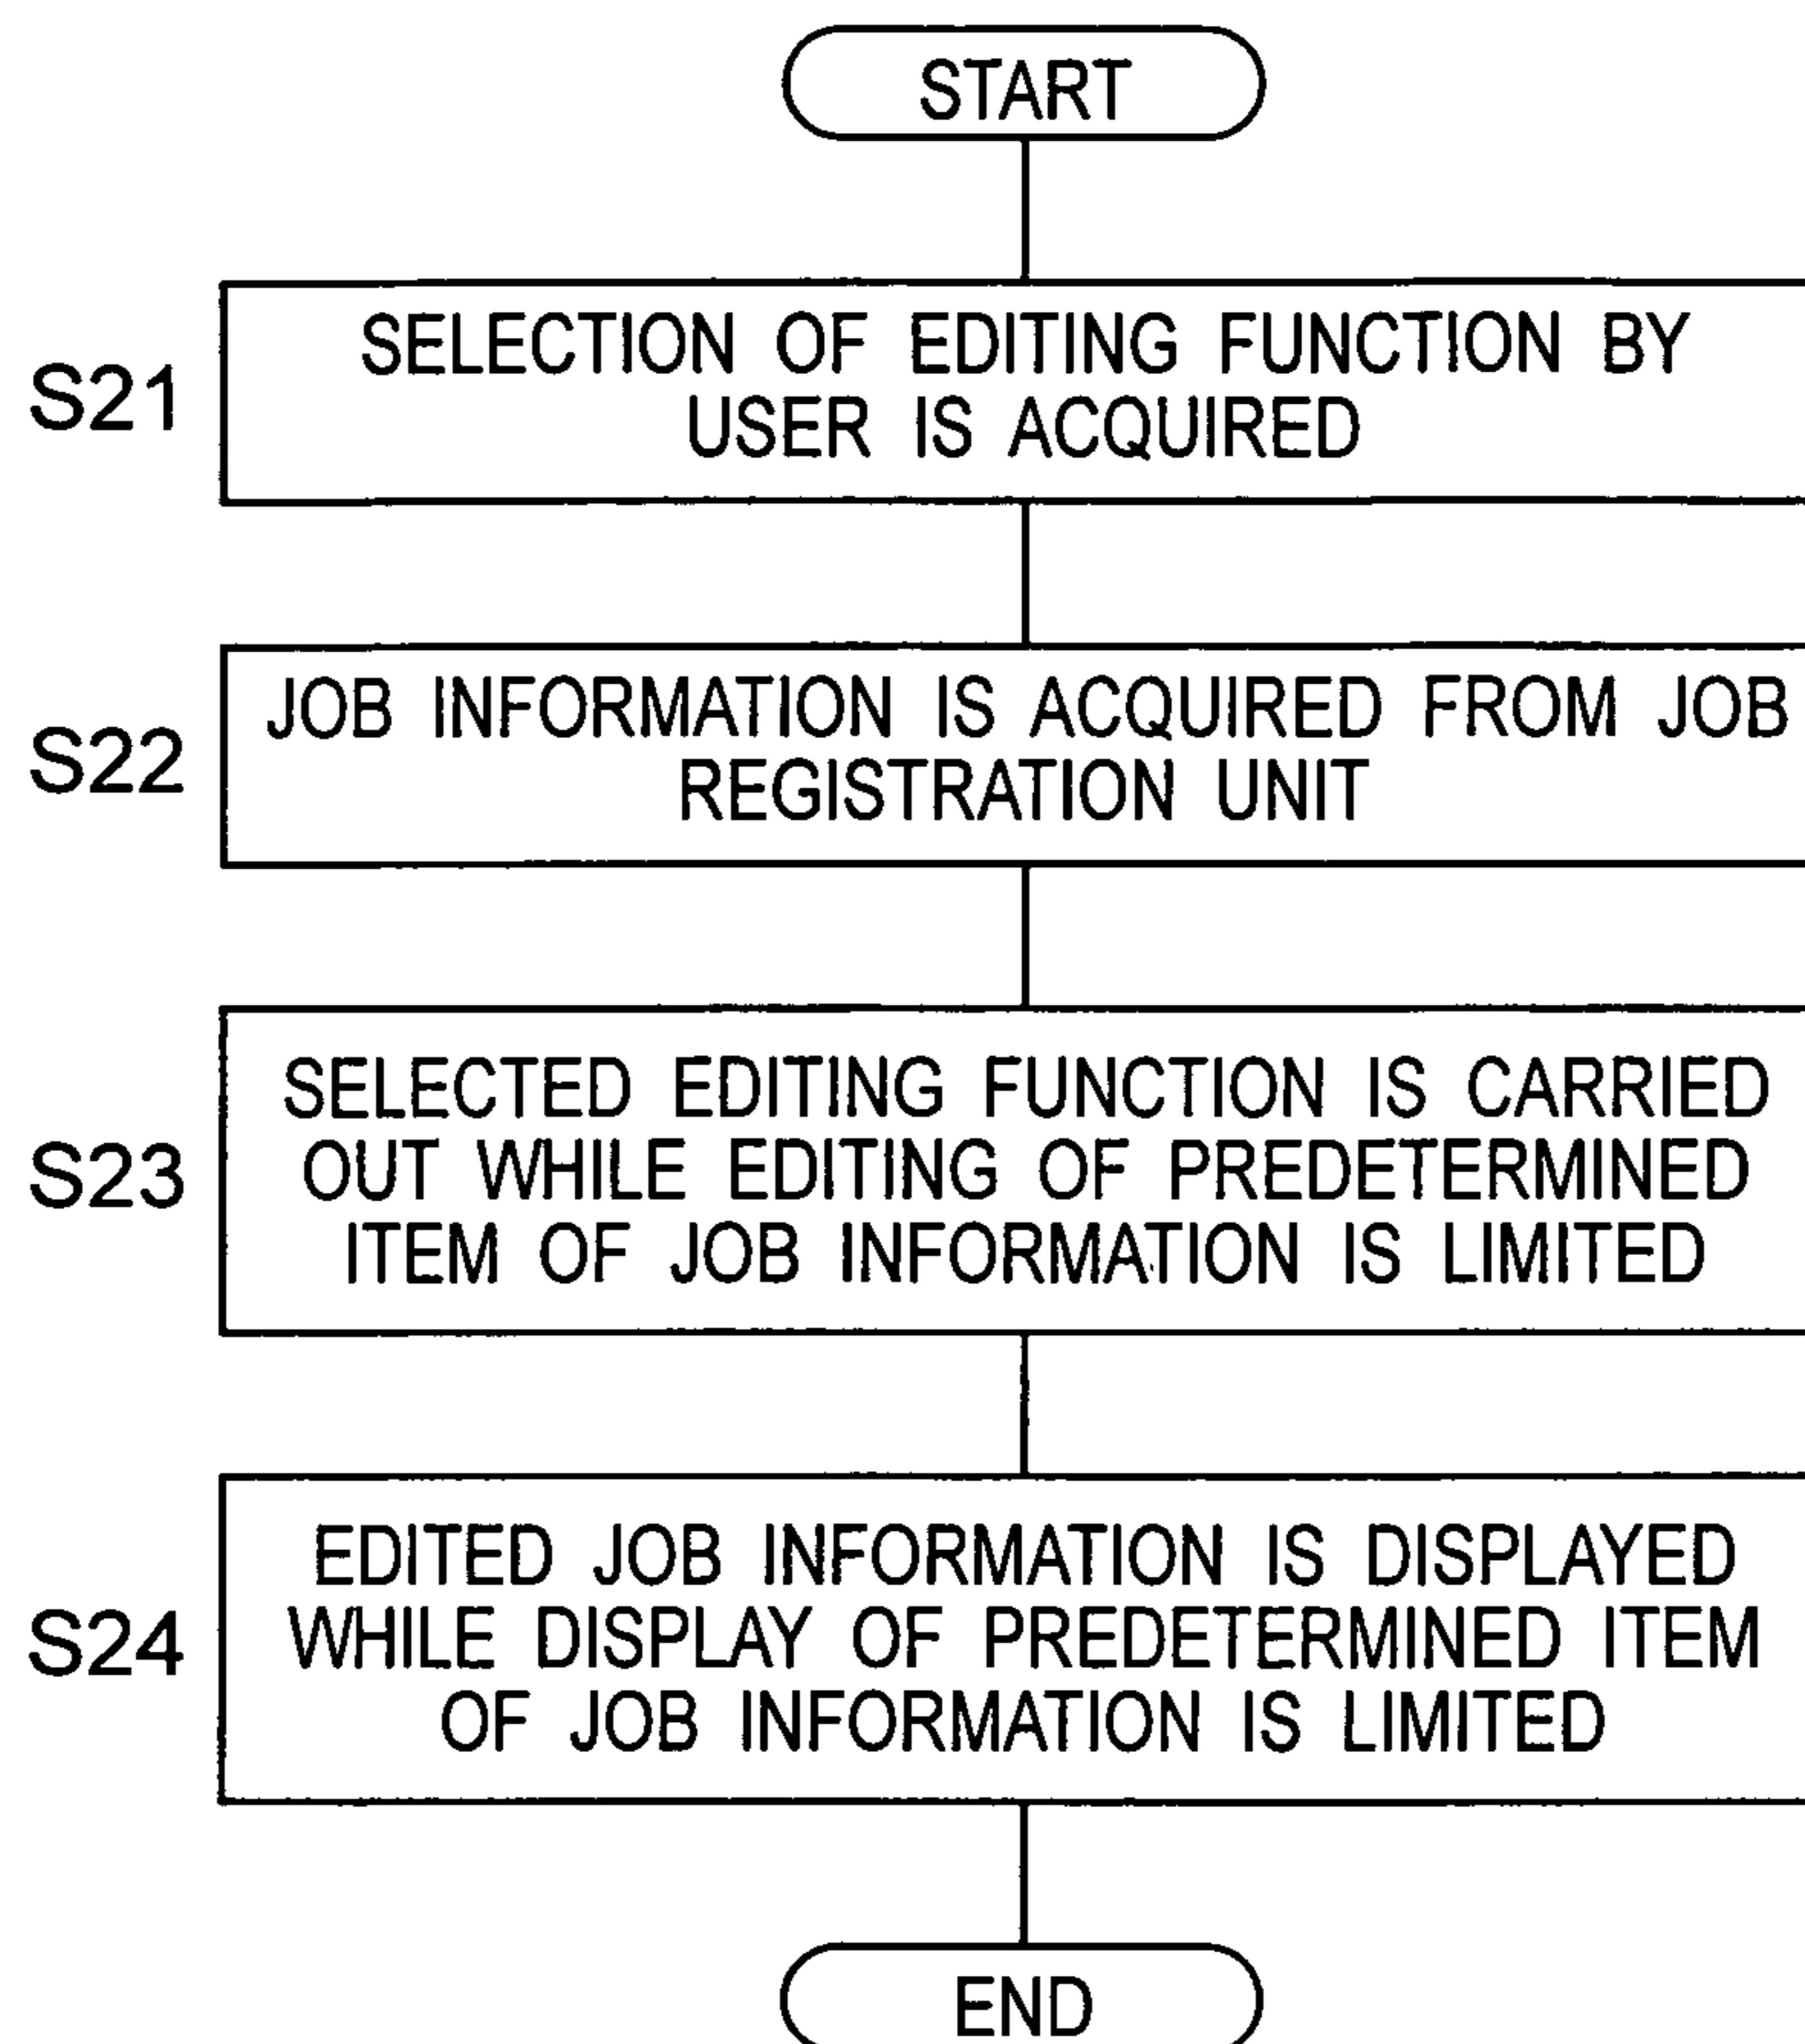 START
S21
SELECTION OF EDITING FUNCTION BY
USER IS ACQUIRED
S22
JOB INFORMATION IS ACQUIRED FROM JOB
REGISTRATION UNIT
S23
SELECTED EDITING FUNCTION IS CARRIED
OUT WHILE EDITING OF PREDETERMINED
ITEM OF JOB INFORMATION IS LIMITED
S24
EDITED JOB INFORMATION IS DISPLAYED
WHILE DISPLAY OF PREDETERMINED ITEM
OF JOB INFORMATION IS LIMITED
END